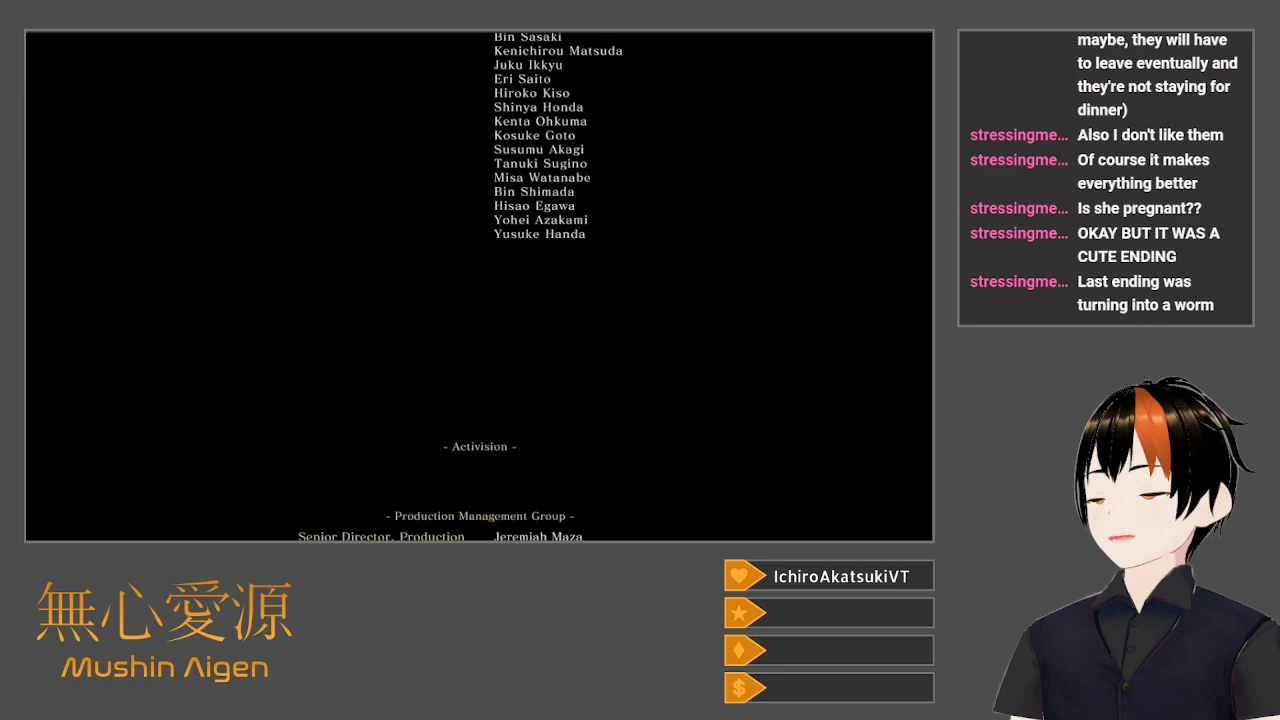 Bin Sasaki
Kenichirou Matsuda
Juku Ikkyu
Eri Saito
Hiroko Kiso
Shinya Honda
Kenta Ohkuma
Kosuke Goto
Susumu Akagi
Tanuki Sugino
Misa Watanabe
Bin Shimada
Hisao Egawa
Yohei Azakami
Yusuke Handa
- Activision -
- Production Management Group -
Senior Director, Production Jeremiah Maza
maybe, they will have
to leave eventually and
they're not staying for
dinner)
stressingme... Also I don't like them
stressingme... Of course it makes
everything better
stressingme... Is she pregnant??
stressingme... OKAY BUT IT WAS A
CUTE ENDING
stressingme... Last ending was
turning into a worm
無心愛源
Mushin Aigen
IchiroAkatsukiVT
$